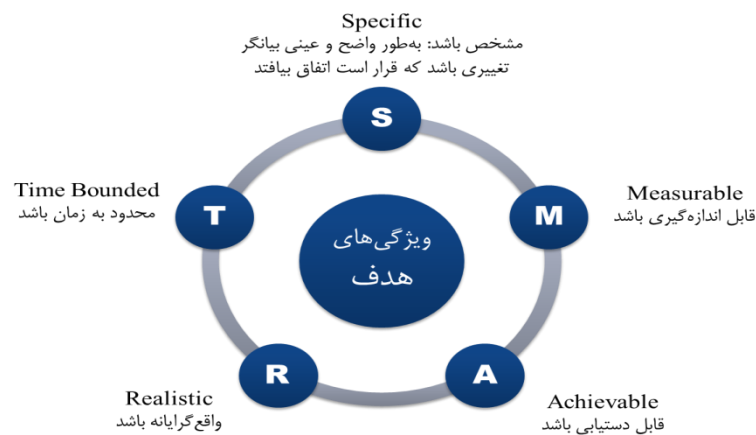 Specific
مشخص باشد: به‌طور واضح و عینی بیانگر
تغییری باشد که قرار است اتفاق بیافتد
S
Time Bounded
محدود به زمان باشد
T
Measurable
قابل اندازه‌گیری باشد
M
ویژگی‌های
هدف
Realistic
واقع‌گرایانه باشد
R
Achievable
قابل دستیابی باشد
A